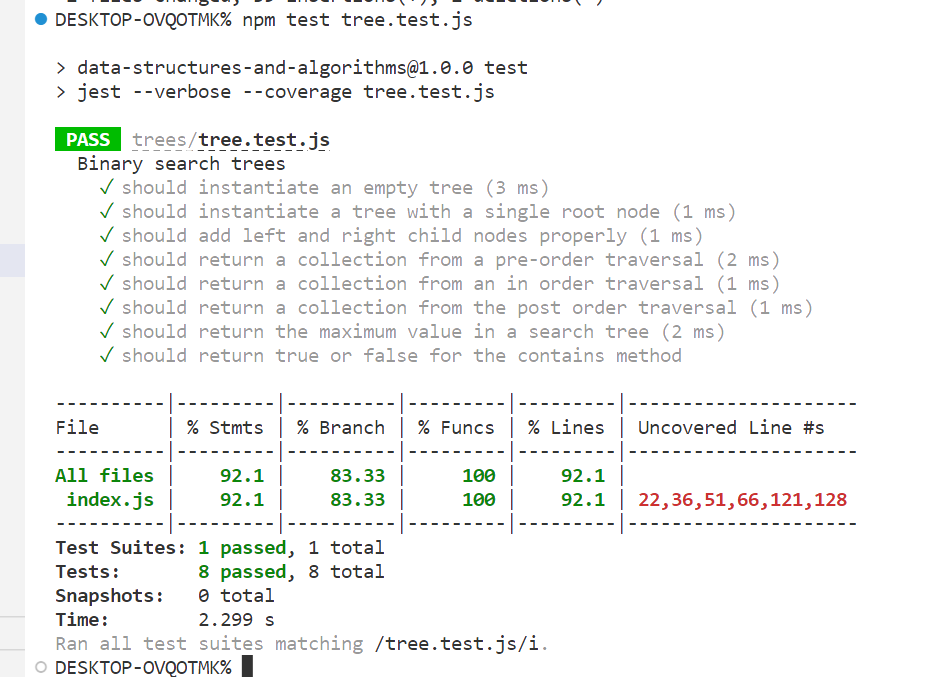 DESKTOP-OVQOTMK% npm test tree.test.js
> data-structures-and-algorithms@1.0.0 test
> jest --verbose --coverage tree.test.js
PASS trees/tree.test.js
Binary search trees
√ should instantiate an empty tree (3 ms)
√ should instantiate a tree with a single root node (1 ms)
√ should add left and right child nodes properly (1 ms)
√ should return a collection from a pre-order traversal (2 ms)
√ should return a collection from an in order traversal (1 ms)
√ should return a collection from the post order traversal (1 ms)
√ should return the maximum value in a search tree (2 ms)
√ should return true or false for the contains method
----------|---------|----------|---------|---------|---------------------
File      | % Stmts | % Branch | % Funcs | % Lines | Uncovered Line #s
----------|---------|----------|---------|---------|---------------------
All files |    92.1 |    83.33 |     100 |    92.1 |
 index.js |    92.1 |    83.33 |     100 |    92.1 | 22,36,51,66,121,128
----------|---------|----------|---------|---------|---------------------
Test Suites: 1 passed, 1 total
Tests:       8 passed, 8 total
Snapshots:   0 total
Time:        2.299 s
Ran all test suites matching /tree.test.js/i.
DESKTOP-OVQOTMK%